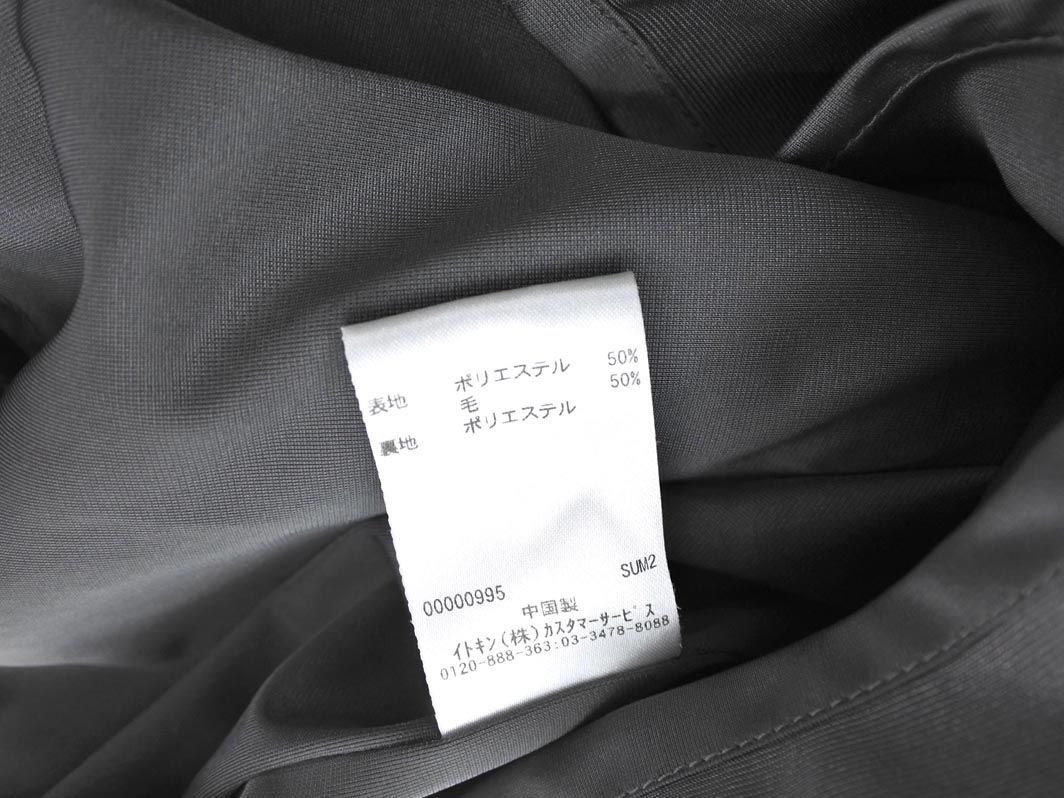 表地 ポリエステル 50%
毛 50%
裏地 ポリエステル
00000995 SUM2
中国製
イトキン(株)カスタマーサービス
0120-888-363:03-3478-8088